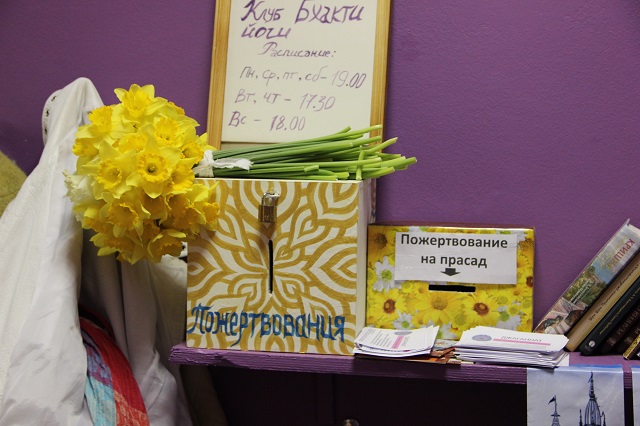 Клуб Бхакти
йоги
Расписание:
Пн, ср, пт, сб - 19.00
Вт, чт - 17.30
Вс - 18.00
Пожертвование
на прасад
Пожертвования